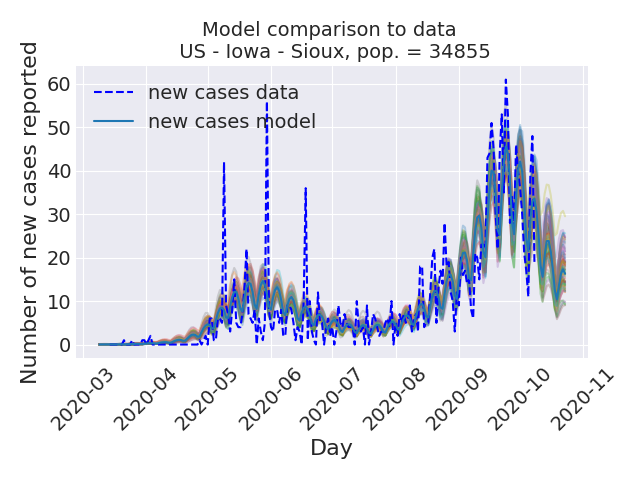 Model comparison to data
US - Iowa - Sioux, pop. = 34855
Number of new cases reported
60
50
40
30
20
10
0
new cases data
new cases model
2020-03
2020-04
2020-05
2020-06
2020-07
2020-08
2020-09
2020-10
2020-11
Day